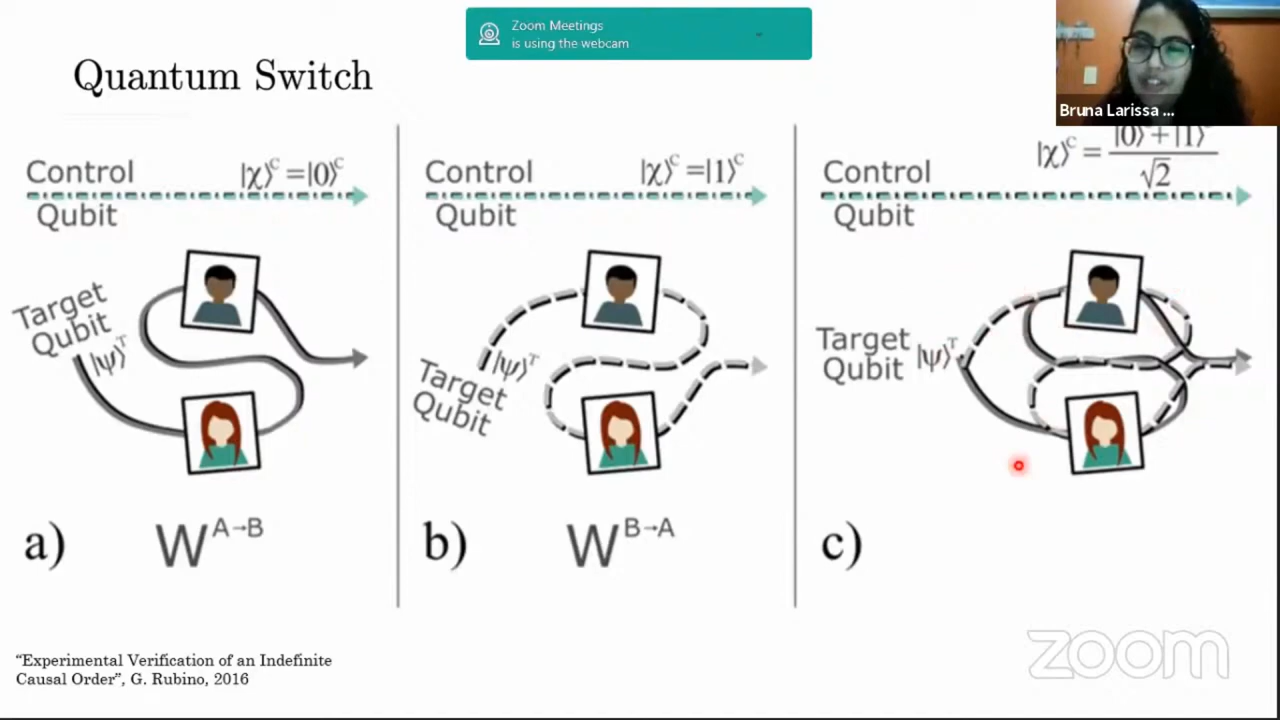 Zoom Meetings
is using the webcam
Quantum Switch
Bruna Larissa ...
Control
Qubit
|χ⟩ᶜ=|0⟩ᶜ
Target
Qubit
|ψ⟩ᵀ
a)
W^A→B
Control
Qubit
|χ⟩ᶜ=|1⟩ᶜ
|ψ⟩ᵀ
Target
Qubit
b)
W^B→A
Control
Qubit
|χ⟩ᶜ = |0⟩ᶜ+|1⟩ᶜ
√2
Target
Qubit
|ψ⟩ᵀ
c)
"Experimental Verification of an Indefinite
Causal Order", G. Rubino, 2016
zoom